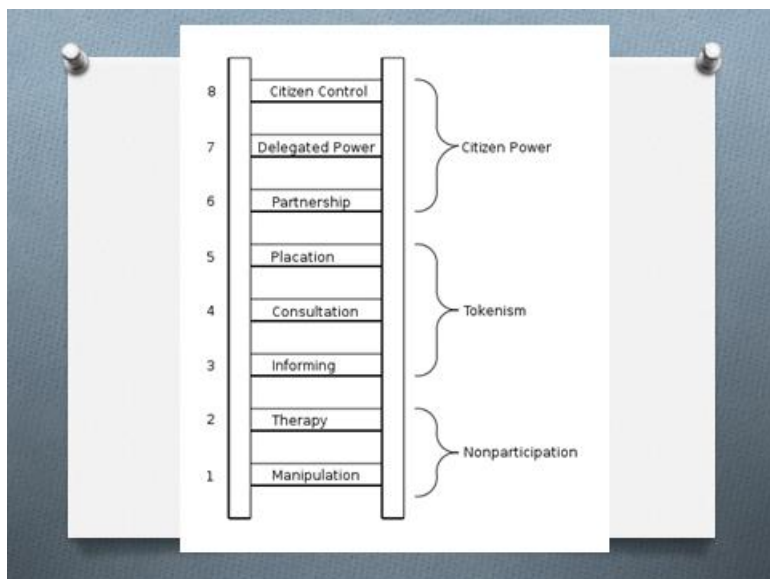 8 Citizen Control
7 Delegated Power
Citizen Power
6 Partnership
5 Placation
4 Consultation
Tokenism
3 Informing
2 Therapy
Nonparticipation
1 Manipulation